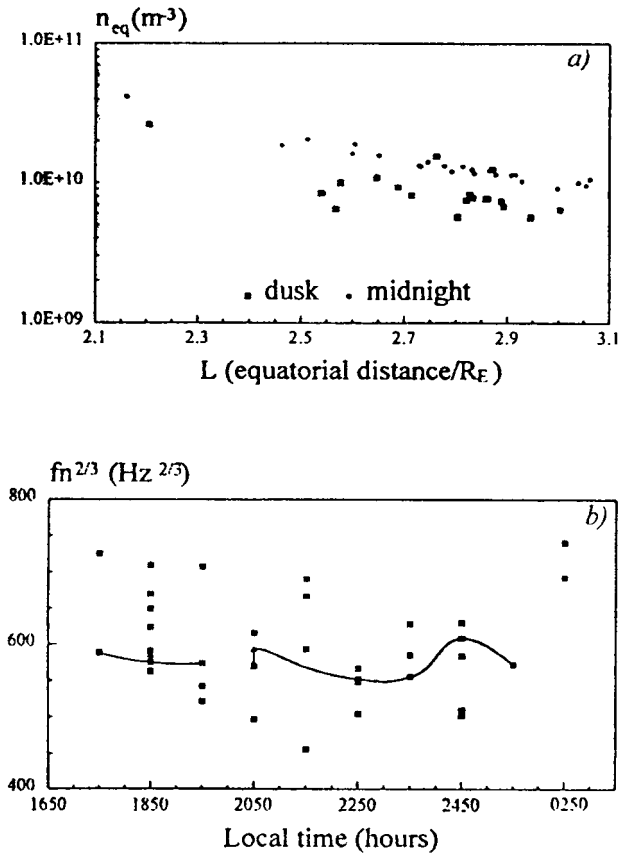 n_eq(m⁻³)
1.0E+11
a)
1.0E+10
▪ dusk • midnight
1.0E+09
2.1 2.3 2.5 2.7 2.9 3.1
L (equatorial distance/R_E)
fn^2/3 (Hz ^2/3)
800
b)
600
400
1650 1850 2050 2250 2450 0250
Local time (hours)